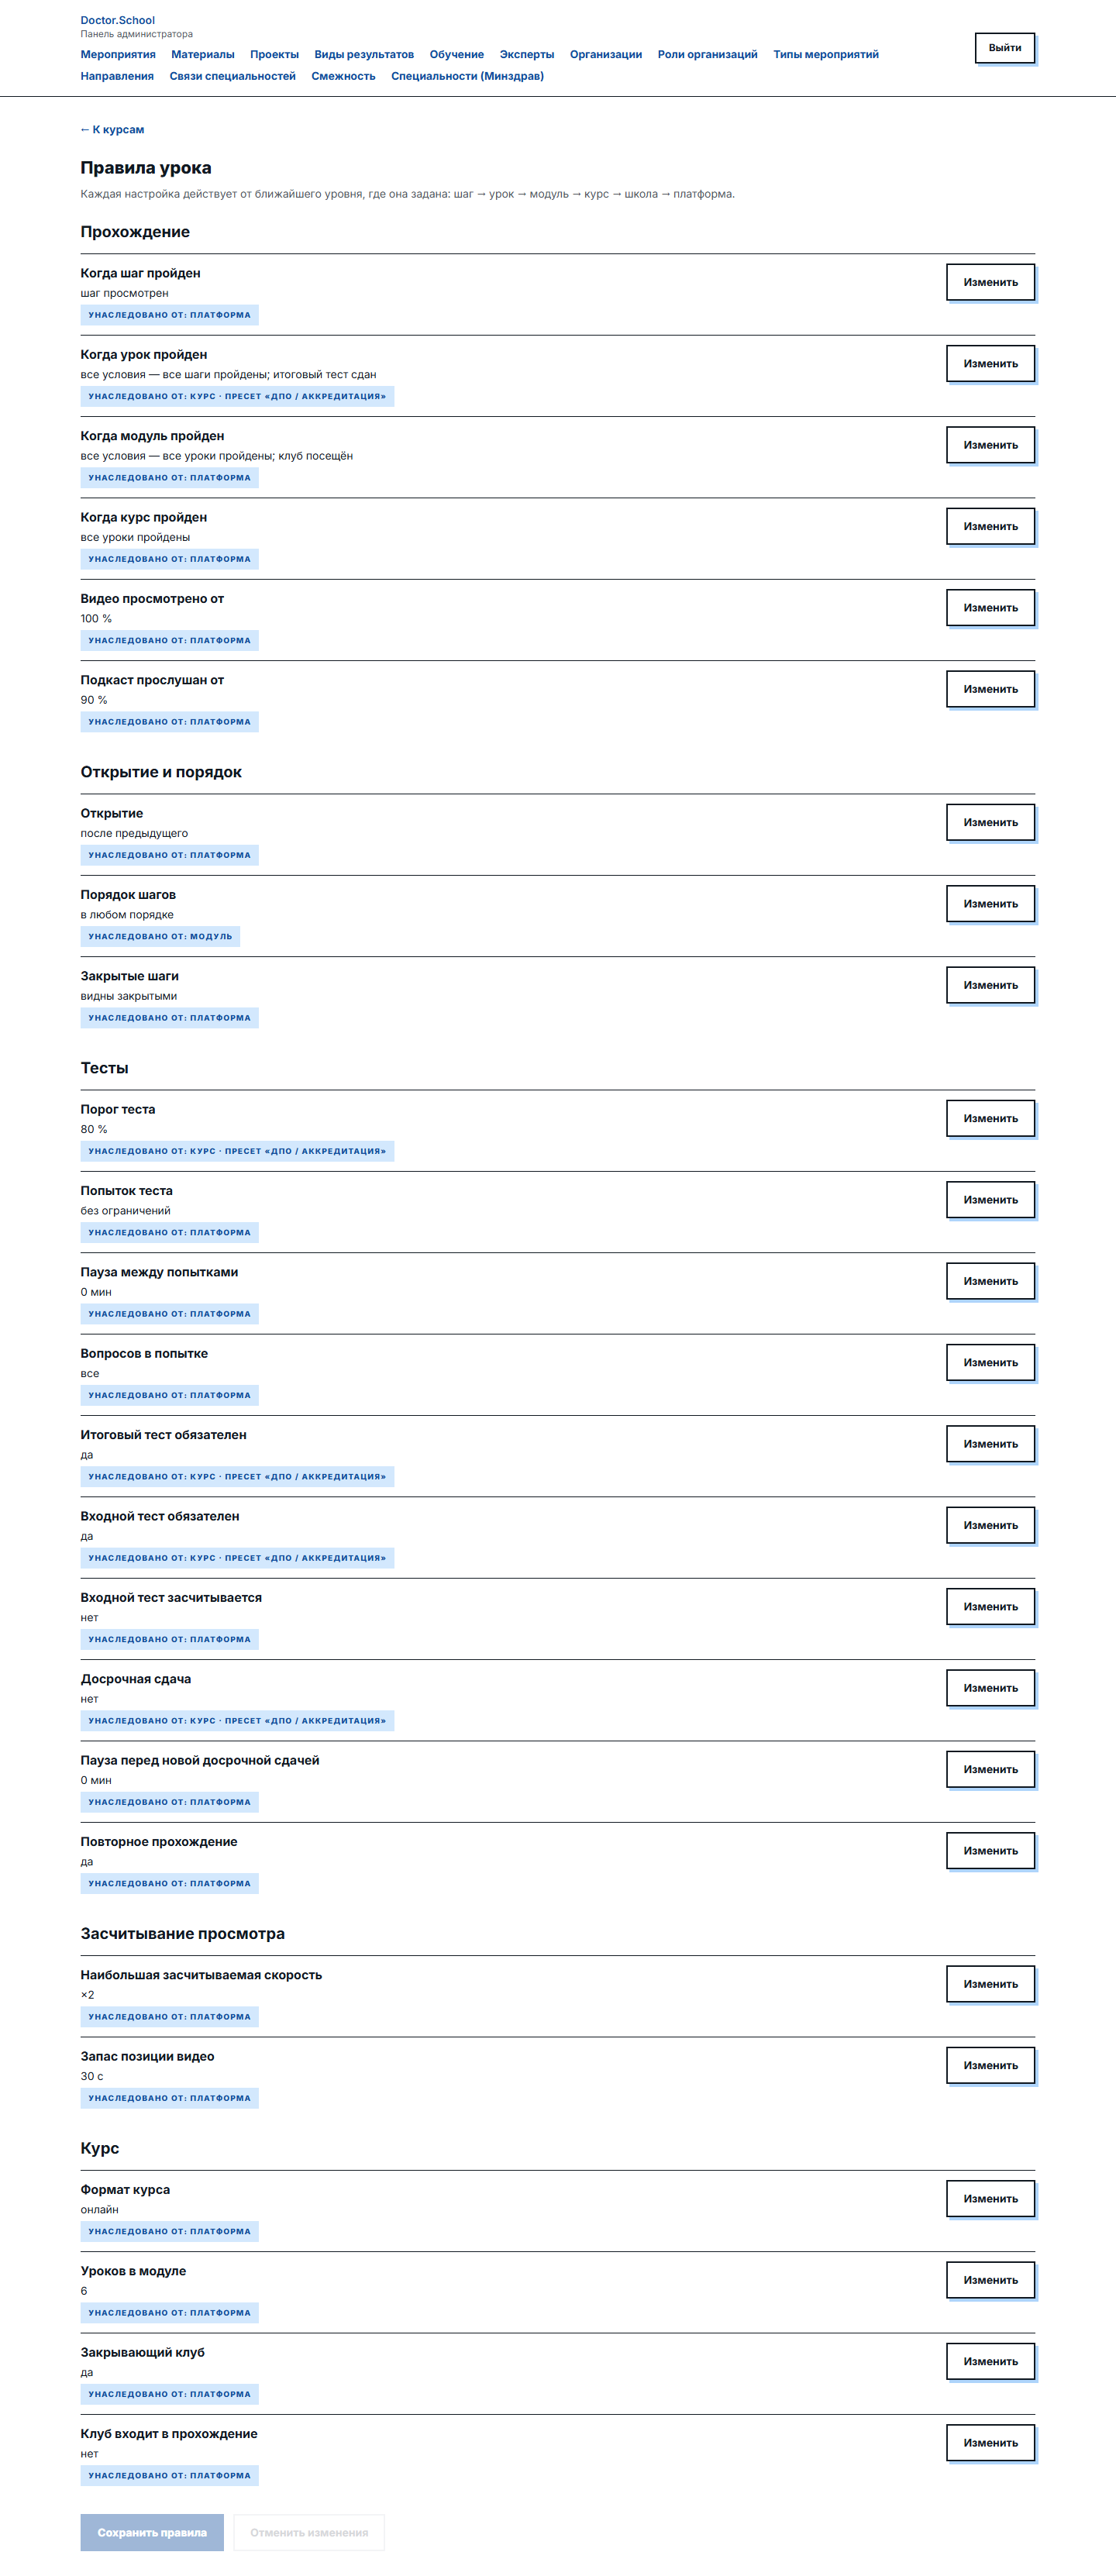 Doctor.School
Панель администратора
Мероприятия Материалы Проекты Виды результатов Обучение Эксперты Организации Роли организаций Типы мероприятий
Направления Связи специальностей Смежность Специальности (Минздрав)
Выйти
← К курсам
Правила урока
Каждая настройка действует от ближайшего уровня, где она задана: шаг → урок → модуль → курс → школа → платформа.
Прохождение
Когда шаг пройден
Изменить
шаг просмотрен
УНАСЛЕДОВАНО ОТ: ПЛАТФОРМА
Когда урок пройден
Изменить
все условия — все шаги пройдены; итоговый тест сдан
УНАСЛЕДОВАНО ОТ: КУРС · ПРЕСЕТ «ДПО / АККРЕДИТАЦИЯ»
Когда модуль пройден
Изменить
все условия — все уроки пройдены; клуб посещён
УНАСЛЕДОВАНО ОТ: ПЛАТФОРМА
Когда курс пройден
Изменить
все уроки пройдены
УНАСЛЕДОВАНО ОТ: ПЛАТФОРМА
Видео просмотрено от
Изменить
100 %
УНАСЛЕДОВАНО ОТ: ПЛАТФОРМА
Подкаст прослушан от
Изменить
90 %
УНАСЛЕДОВАНО ОТ: ПЛАТФОРМА
Открытие и порядок
Открытие
Изменить
после предыдущего
УНАСЛЕДОВАНО ОТ: ПЛАТФОРМА
Порядок шагов
Изменить
в любом порядке
УНАСЛЕДОВАНО ОТ: МОДУЛЬ
Закрытые шаги
Изменить
видны закрытыми
УНАСЛЕДОВАНО ОТ: ПЛАТФОРМА
Тесты
Порог теста
Изменить
80 %
УНАСЛЕДОВАНО ОТ: КУРС · ПРЕСЕТ «ДПО / АККРЕДИТАЦИЯ»
Попыток теста
Изменить
без ограничений
УНАСЛЕДОВАНО ОТ: ПЛАТФОРМА
Пауза между попытками
Изменить
0 мин
УНАСЛЕДОВАНО ОТ: ПЛАТФОРМА
Вопросов в попытке
Изменить
все
УНАСЛЕДОВАНО ОТ: ПЛАТФОРМА
Итоговый тест обязателен
Изменить
да
УНАСЛЕДОВАНО ОТ: КУРС · ПРЕСЕТ «ДПО / АККРЕДИТАЦИЯ»
Входной тест обязателен
Изменить
да
УНАСЛЕДОВАНО ОТ: КУРС · ПРЕСЕТ «ДПО / АККРЕДИТАЦИЯ»
Входной тест засчитывается
Изменить
нет
УНАСЛЕДОВАНО ОТ: ПЛАТФОРМА
Досрочная сдача
Изменить
нет
УНАСЛЕДОВАНО ОТ: КУРС · ПРЕСЕТ «ДПО / АККРЕДИТАЦИЯ»
Пауза перед новой досрочной сдачей
Изменить
0 мин
УНАСЛЕДОВАНО ОТ: ПЛАТФОРМА
Повторное прохождение
Изменить
да
УНАСЛЕДОВАНО ОТ: ПЛАТФОРМА
Засчитывание просмотра
Наибольшая засчитываемая скорость
Изменить
×2
УНАСЛЕДОВАНО ОТ: ПЛАТФОРМА
Запас позиции видео
Изменить
30 с
УНАСЛЕДОВАНО ОТ: ПЛАТФОРМА
Курс
Формат курса
Изменить
онлайн
УНАСЛЕДОВАНО ОТ: ПЛАТФОРМА
Уроков в модуле
Изменить
6
УНАСЛЕДОВАНО ОТ: ПЛАТФОРМА
Закрывающий клуб
Изменить
да
УНАСЛЕДОВАНО ОТ: ПЛАТФОРМА
Клуб входит в прохождение
Изменить
нет
УНАСЛЕДОВАНО ОТ: ПЛАТФОРМА
Сохранить правила Отменить изменения